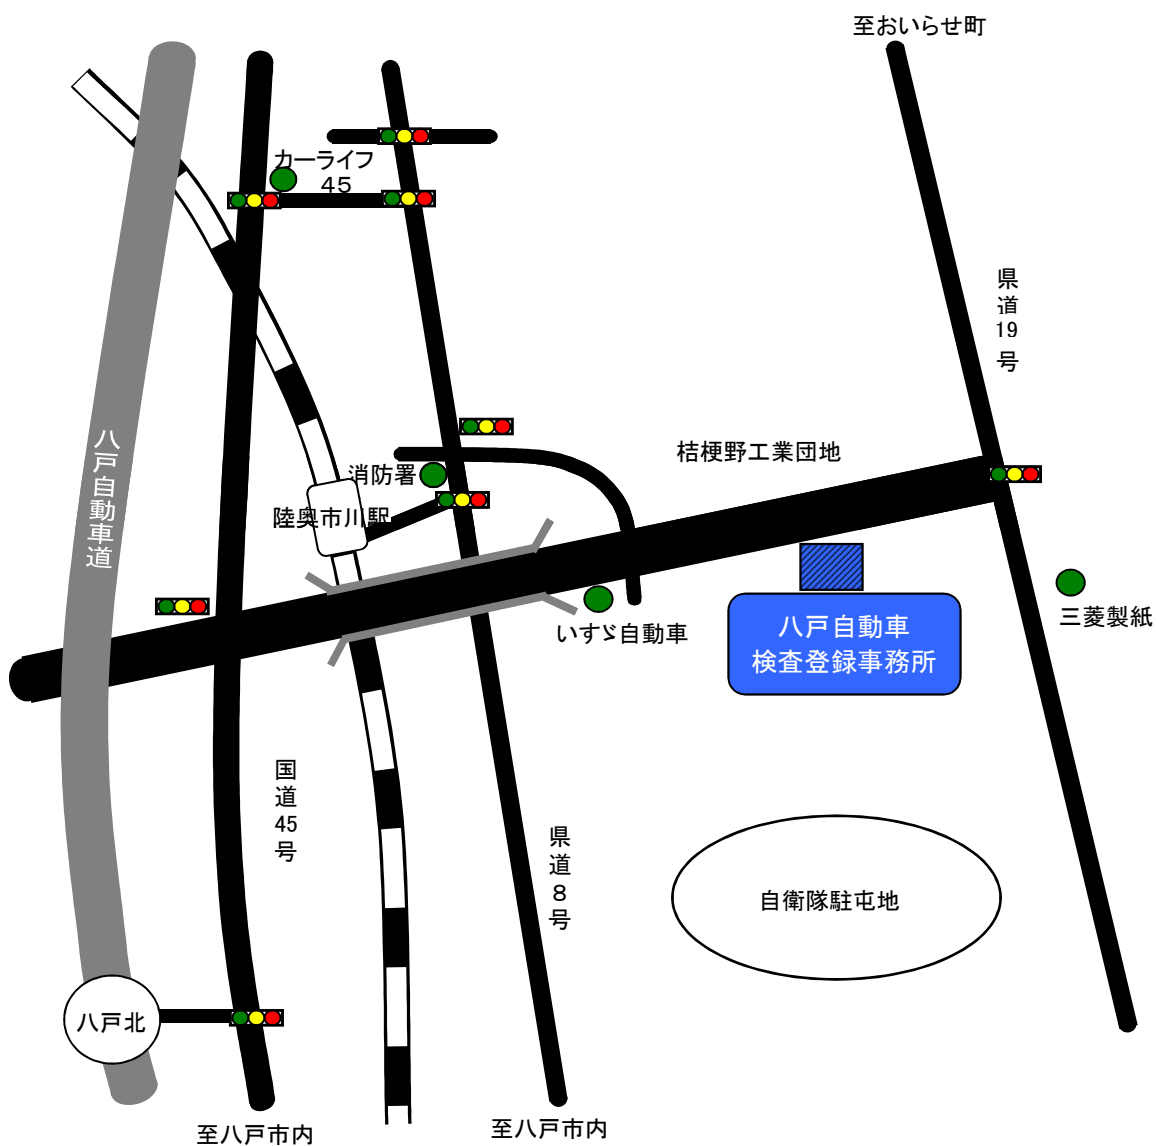 至おいらせ町
カーライフ
45
県道19号
八戸自動車道
桔梗野工業団地
消防署
陸奥市川駅
いすゞ自動車
八戸自動車
検査登録事務所
三菱製紙
国道45号
県道8号
自衛隊駐屯地
八戸北
至八戸市内
至八戸市内